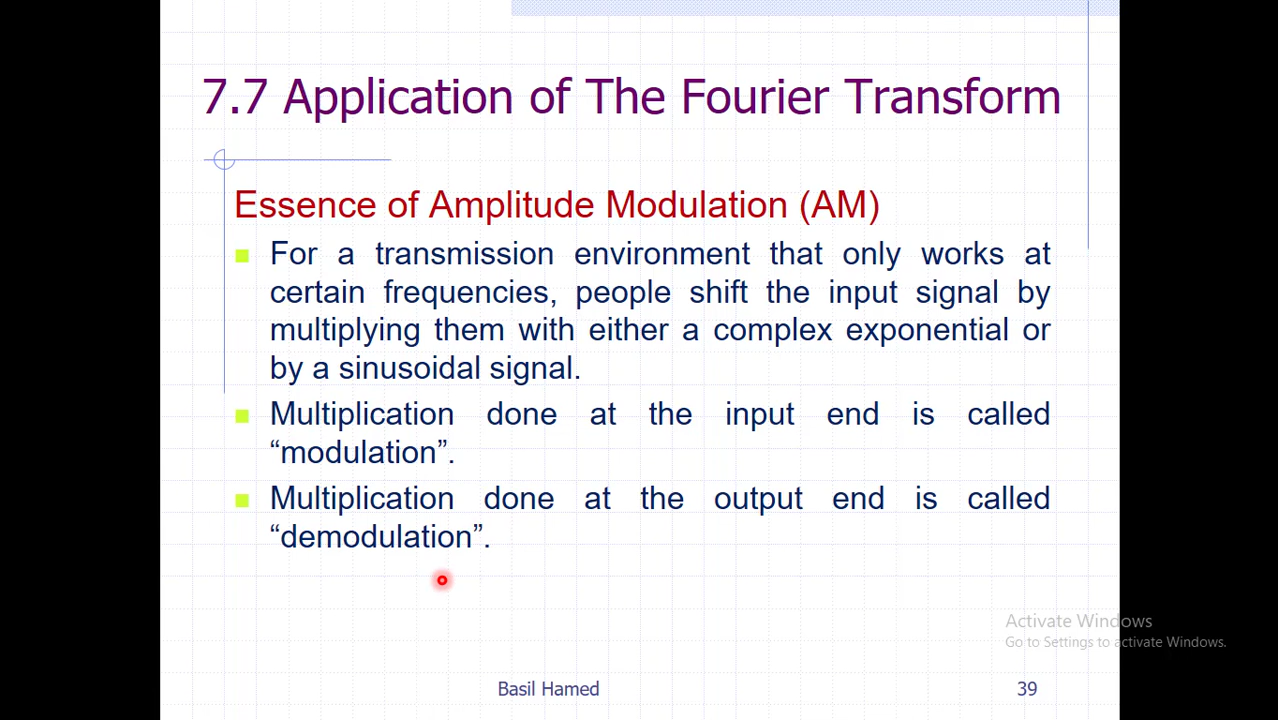 7.7 Application of The Fourier Transform
Essence of Amplitude Modulation (AM)
For a transmission environment that only works at
certain frequencies, people shift the input signal by
multiplying them with either a complex exponential or
by a sinusoidal signal.
Multiplication done at the input end is called
“modulation”.
Multiplication done at the output end is called
“demodulation”.
Activate Windows
Go to Settings to activate Windows.
Basil Hamed
39